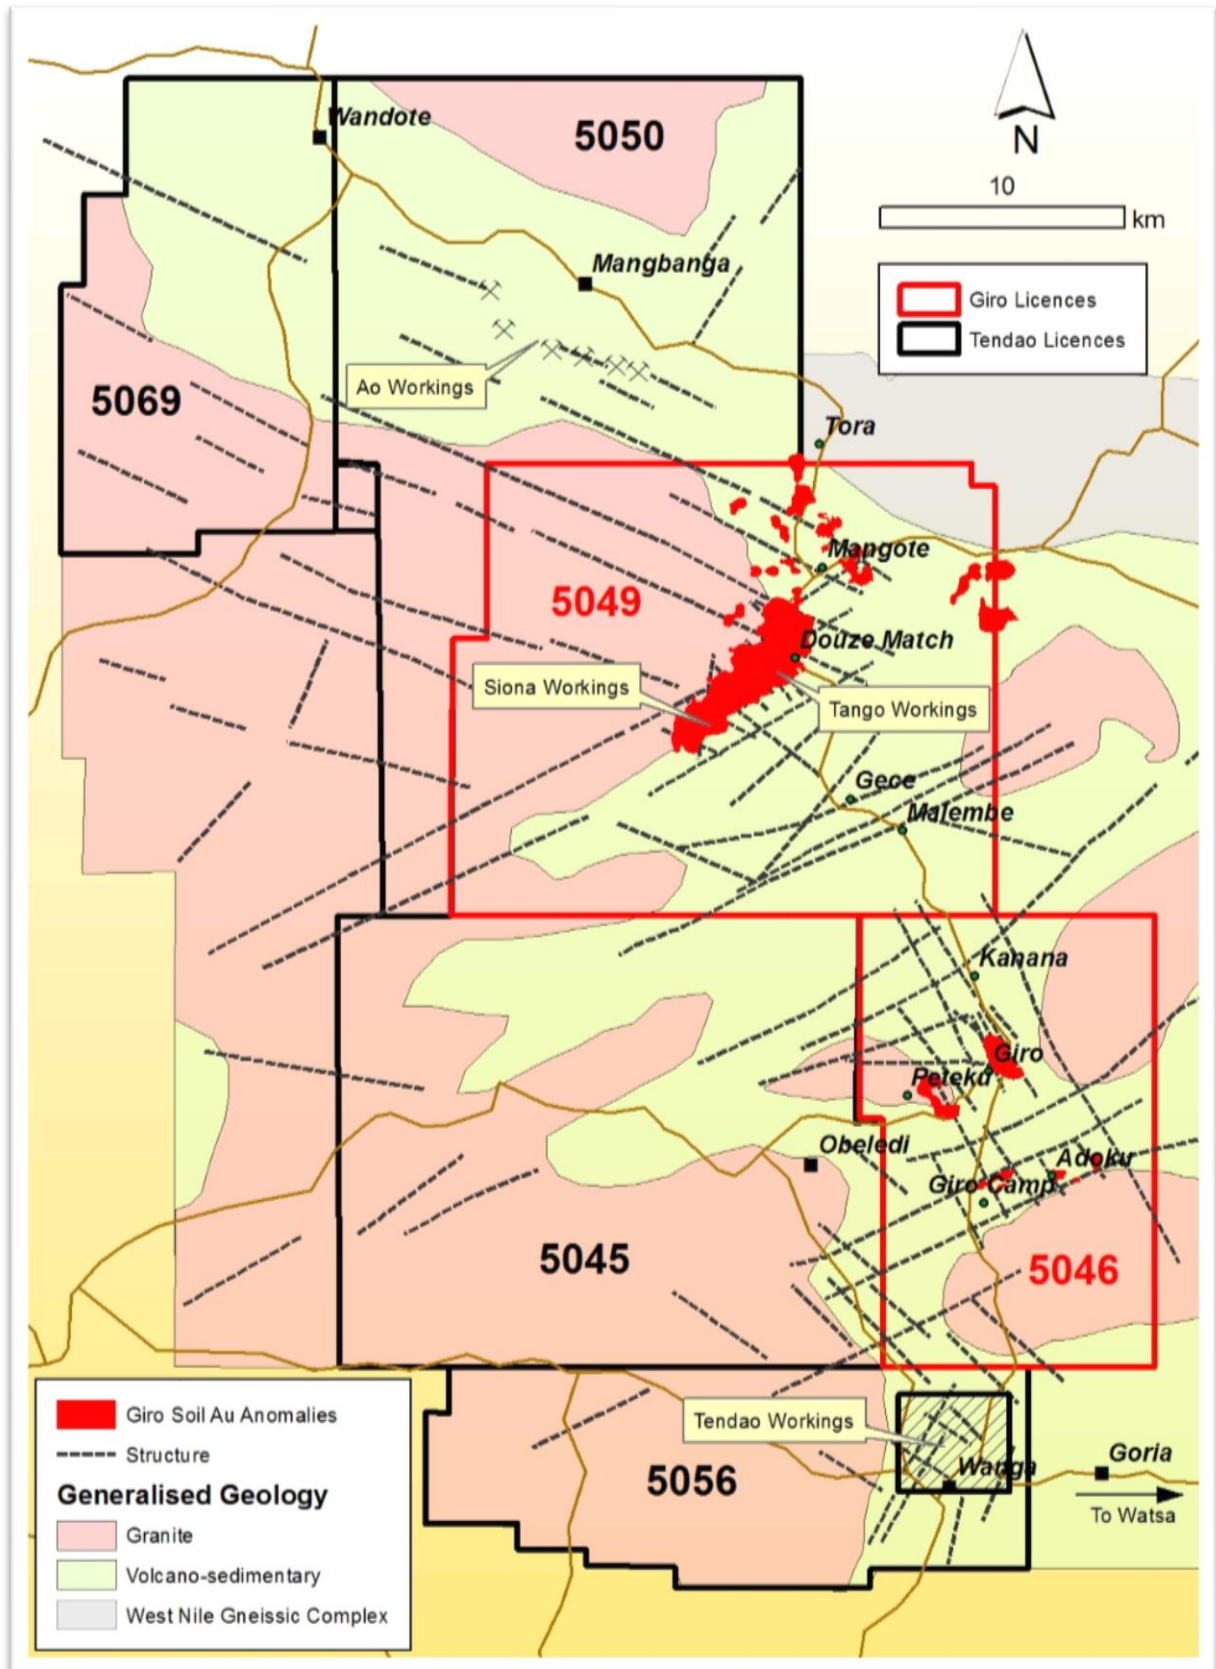 Wandote
5050
N
10
km
Mangbanga
Giro Licences
Tendao Licences
Ao Workings
5069
Tora
Mangote
5049
Douze Match
Siona Workings
Tango Workings
Gece
Malembe
Kanana
Giro
Peteku
Obeledi
Adoku
Giro Camp
5045
5046
Giro Soil Au Anomalies
Structure
Generalised Geology
Granite
Volcano-sedimentary
West Nile Gneissic Complex
Tendao Workings
5056
Wanga
Goria
To Watsa